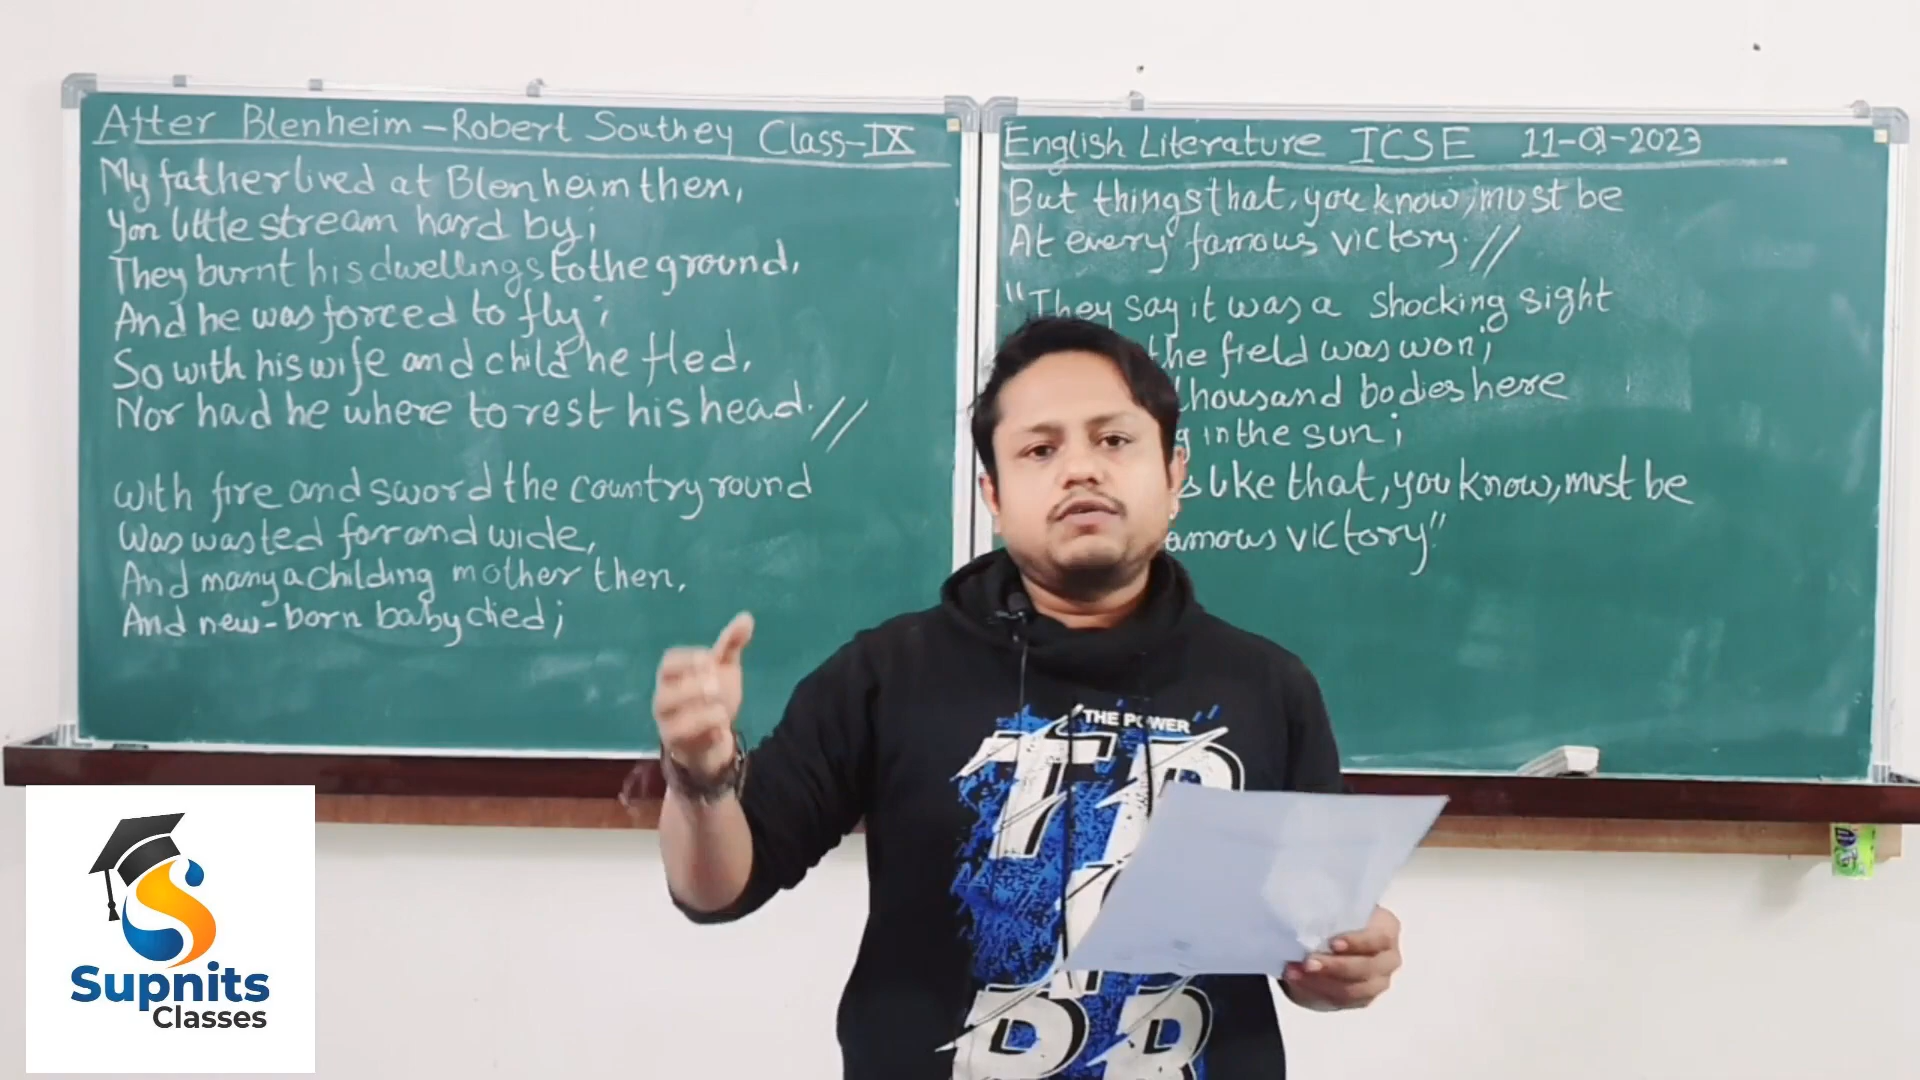 After Blenheim - Robert Southey Class-IX
My father lived at Blenheim then,
Yon little stream hard by;
They burnt his dwellings to the ground,
And he was forced to fly;
So with his wife and child he fled,
Nor had he where to rest his head. //
With fire and sword the country round
Was wasted far and wide,
And many a childing mother then,
And new-born baby died;
English Literature ICSE 11-01-2023
But things that, you know, must be
At every famous victory. //
"They say it was a shocking sight
the field was won;
thousand bodies here
in the sun;
like that, you know, must be
victory"
THE POWER
Supnits
Classes